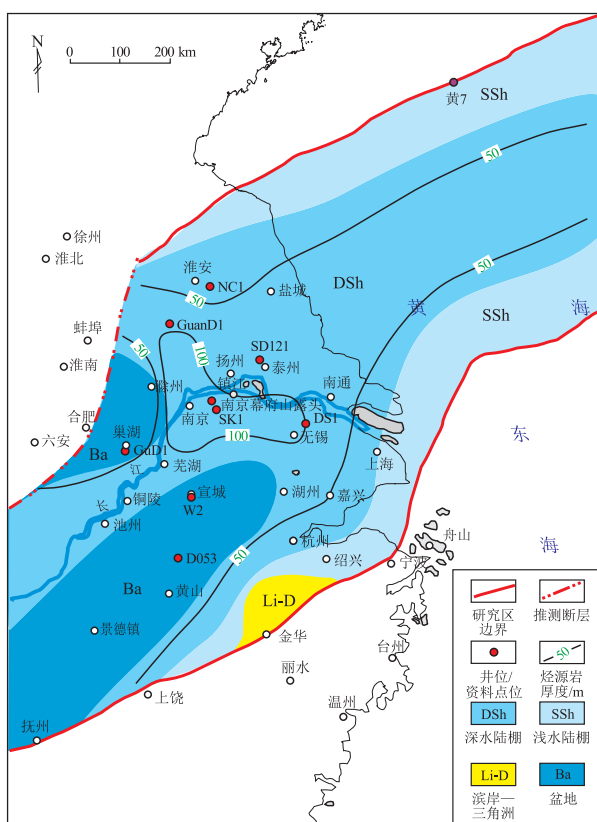 N
0 100 200 km
黄7
SSh
50
徐州
淮北
淮安
NC1
盐城
DSh
50
黄
海
50
SSh
GuanD1
蚌埠
50
100
SD121
淮南
扬州
泰州
滁州
镇江
南通
南京
南京幕府山露头
合肥
SK1
DS1
六安
巢湖
100
无锡
东
Ba
GuD1
芜湖
上海
江
宣城
湖州
嘉兴
铜陵
W2
长
池州
杭州
舟山
海
D053
50
绍兴
宁波
Ba
黄山
Li-D
景德镇
金华
台州
丽水
上饶
温州
抚州
研究区
边界
推测断层
井位/
资料点位
50
烃源岩
厚度/m
DSh
深水陆棚
SSh
浅水陆棚
Li-D
滨岸—
三角洲
Ba
盆地